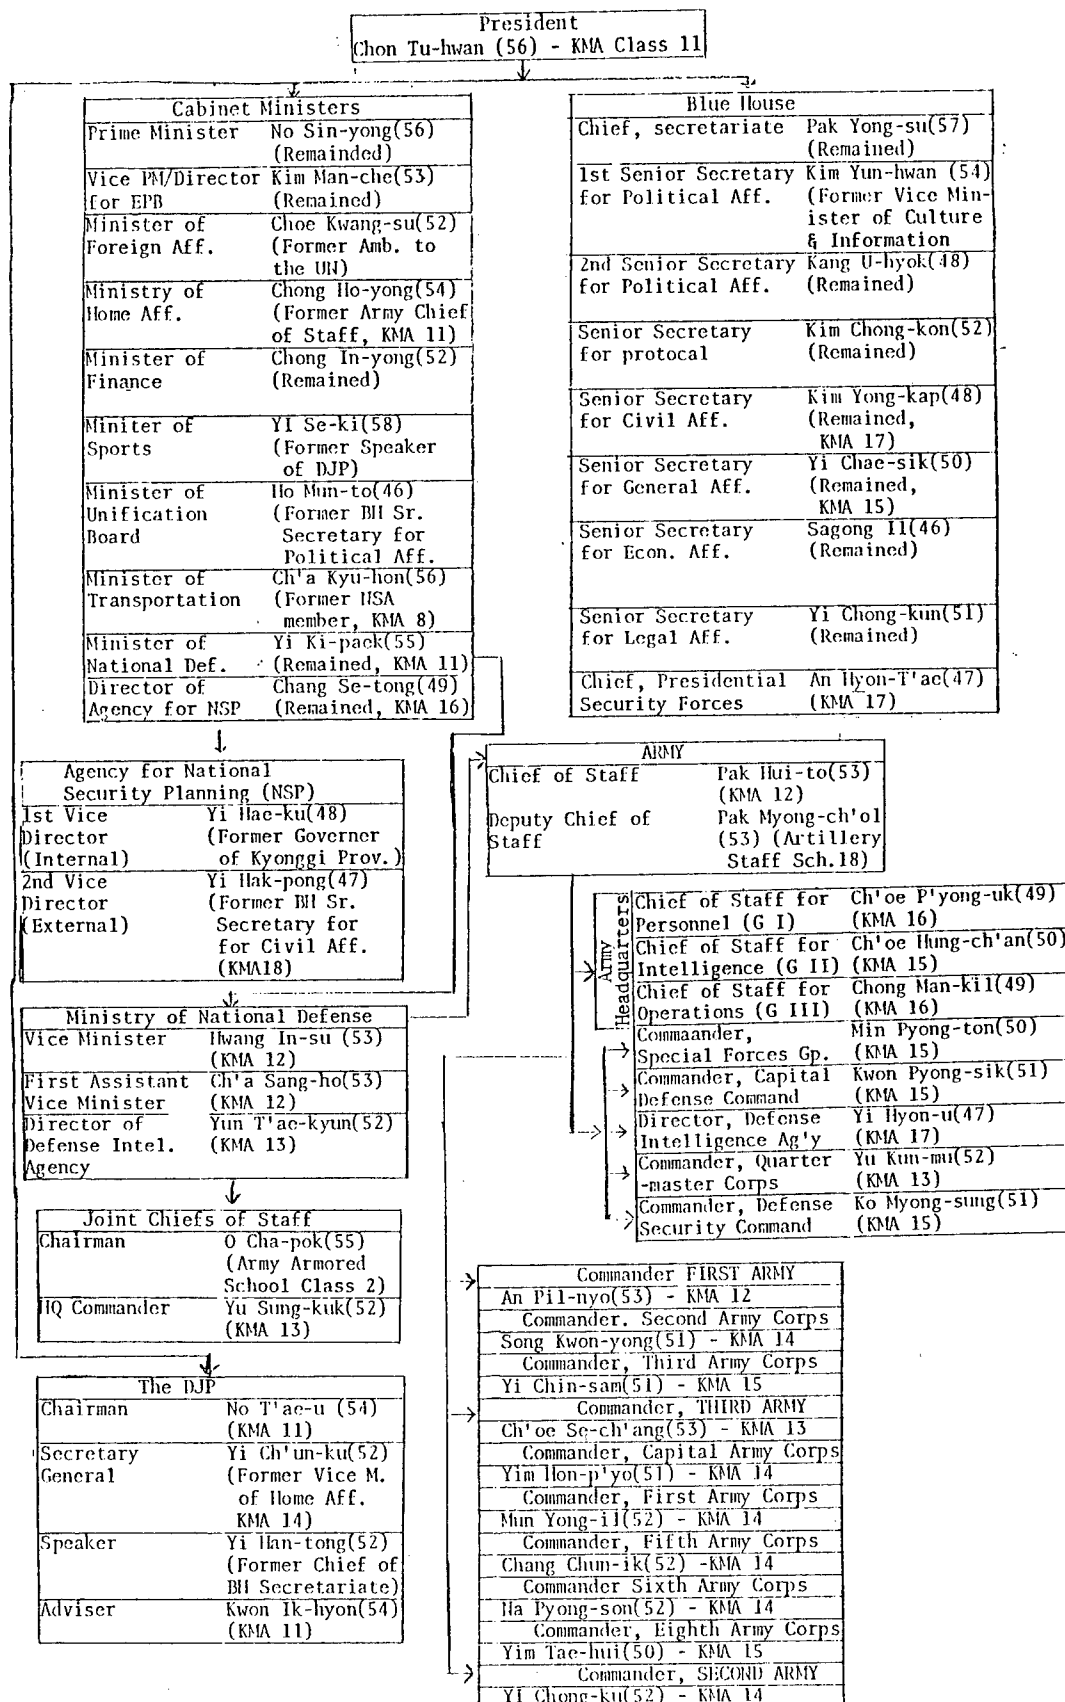 President
Chon Tu-hwan (56) - KMA Class 11
Cabinet Ministers
Prime Minister No Sin-yong(56)
(Remainded)
Vice PM/Director Kim Man-che(53)
for EPB (Remained)
Minister of Choe Kwang-su(52)
Foreign Aff. (Former Amb. to
the UN)
Ministry of Chong Ho-yong(54)
Home Aff. (Former Army Chief
of Staff, KMA 11)
Minister of Chong In-yong(52)
Finance (Remained)
Miniter of YI Se-ki(58)
Sports (Former Speaker
of DJP)
Minister of Ho Mun-to(46)
Unification (Former BH Sr.
Board Secretary for
Political Aff.
Minister of Ch'a Kyu-hon(56)
Transportation (Former NSA
member, KMA 8)
Minister of Yi Ki-paek(55)
National Def. (Remained, KMA 11)
Director of Chang Se-tong(49)
Agency for NSP (Remained, KMA 16)
Blue House
Chief, secretariate Pak Yong-su(57)
(Remained)
1st Senior Secretary Kim Yun-hwan (54)
for Political Aff. (Former Vice Min-
ister of Culture
& Information
2nd Senior Secretary Kang U-hyok(48)
for Political Aff. (Remained)
Senior Secretary Kim Chong-kon(52)
for protocal (Remained)
Senior Secretary Kim Yong-kap(48)
for Civil Aff. (Remained,
KMA 17)
Senior Secretary Yi Chae-sik(50)
for General Aff. (Remained,
KMA 15)
Senior Secretary Sagong Il(46)
for Econ. Aff. (Remained)
Senior Secretary Yi Chong-kun(51)
for Legal Aff. (Remained)
Chief, Presidential An Hyon-T'ae(47)
Security Forces (KMA 17)
Agency for National
Security Planning (NSP)
1st Vice Yi Hae-ku(48)
Director (Former Governer
(Internal) of Kyonggi Prov.)
2nd Vice Yi Hak-pong(47)
Director (Former BH Sr.
(External) Secretary for
for Civil Aff.
(KMA18)
ARMY
Chief of Staff Pak Hui-to(53)
(KMA 12)
Deputy Chief of Pak Myong-ch'ol
Staff (53) (Artillery
Staff Sch.18)
Army
Headquarters
Chief of Staff for Ch'oe P'yong-uk(49)
Personnel (G I) (KMA 16)
Chief of Staff for Ch'oe Hung-ch'an(50)
Intelligence (G II) (KMA 15)
Chief of Staff for Chong Man-kil(49)
Operations (G III) (KMA 16)
Commaander, Min Pyong-ton(50)
Special Forces Gp. (KMA 15)
Commander, Capital Kwon Pyong-sik(51)
Defense Command (KMA 15)
Director, Defense Yi Hyon-u(47)
Intelligence Ag'y (KMA 17)
Commander, Quarter Yu Kun-mu(52)
-master Corps (KMA 13)
Commander, Defense Ko Myong-sung(51)
Security Command (KMA 15)
Ministry of National Defense
Vice Minister Hwang In-su (53)
(KMA 12)
First Assistant Ch'a Sang-ho(53)
Vice Minister (KMA 12)
Director of Yun T'ae-kyun(52)
Defense Intel. (KMA 13)
Agency
Joint Chiefs of Staff
Chairman O Cha-pok(55)
(Army Armored
School Class 2)
HQ Commander Yu Sung-kuk(52)
(KMA 13)
The DJP
Chairman No T'ae-u (54)
(KMA 11)
Secretary Yi Ch'un-ku(52)
General (Former Vice M.
of Home Aff.
KMA 14)
Speaker Yi Han-tong(52)
(Former Chief of
BH Secretariate)
Adviser Kwon Ik-hyon(54)
(KMA 11)
Commander FIRST ARMY
An Pil-nyo(53) - KMA 12
Commander. Second Army Corps
Song Kwon-yong(51) - KMA 14
Commander, Third Army Corps
Yi Chin-sam(51) - KMA 15
Commander, THIRD ARMY
Ch'oe Se-ch'ang(53) - KMA 13
Commander, Capital Army Corps
Yim Hon-p'yo(51) - KMA 14
Commander, First Army Corps
Mun Yong-il(52) - KMA 14
Commander, Fifth Army Corps
Chang Chun-ik(52) -KMA 14
Commander Sixth Army Corps
Na Pyong-son(52) - KMA 14
Commander, Eighth Army Corps
Yim Tae-hui(50) - KMA 15
Commander, SECOND ARMY
YI Chong-ku(52) - KMA 14